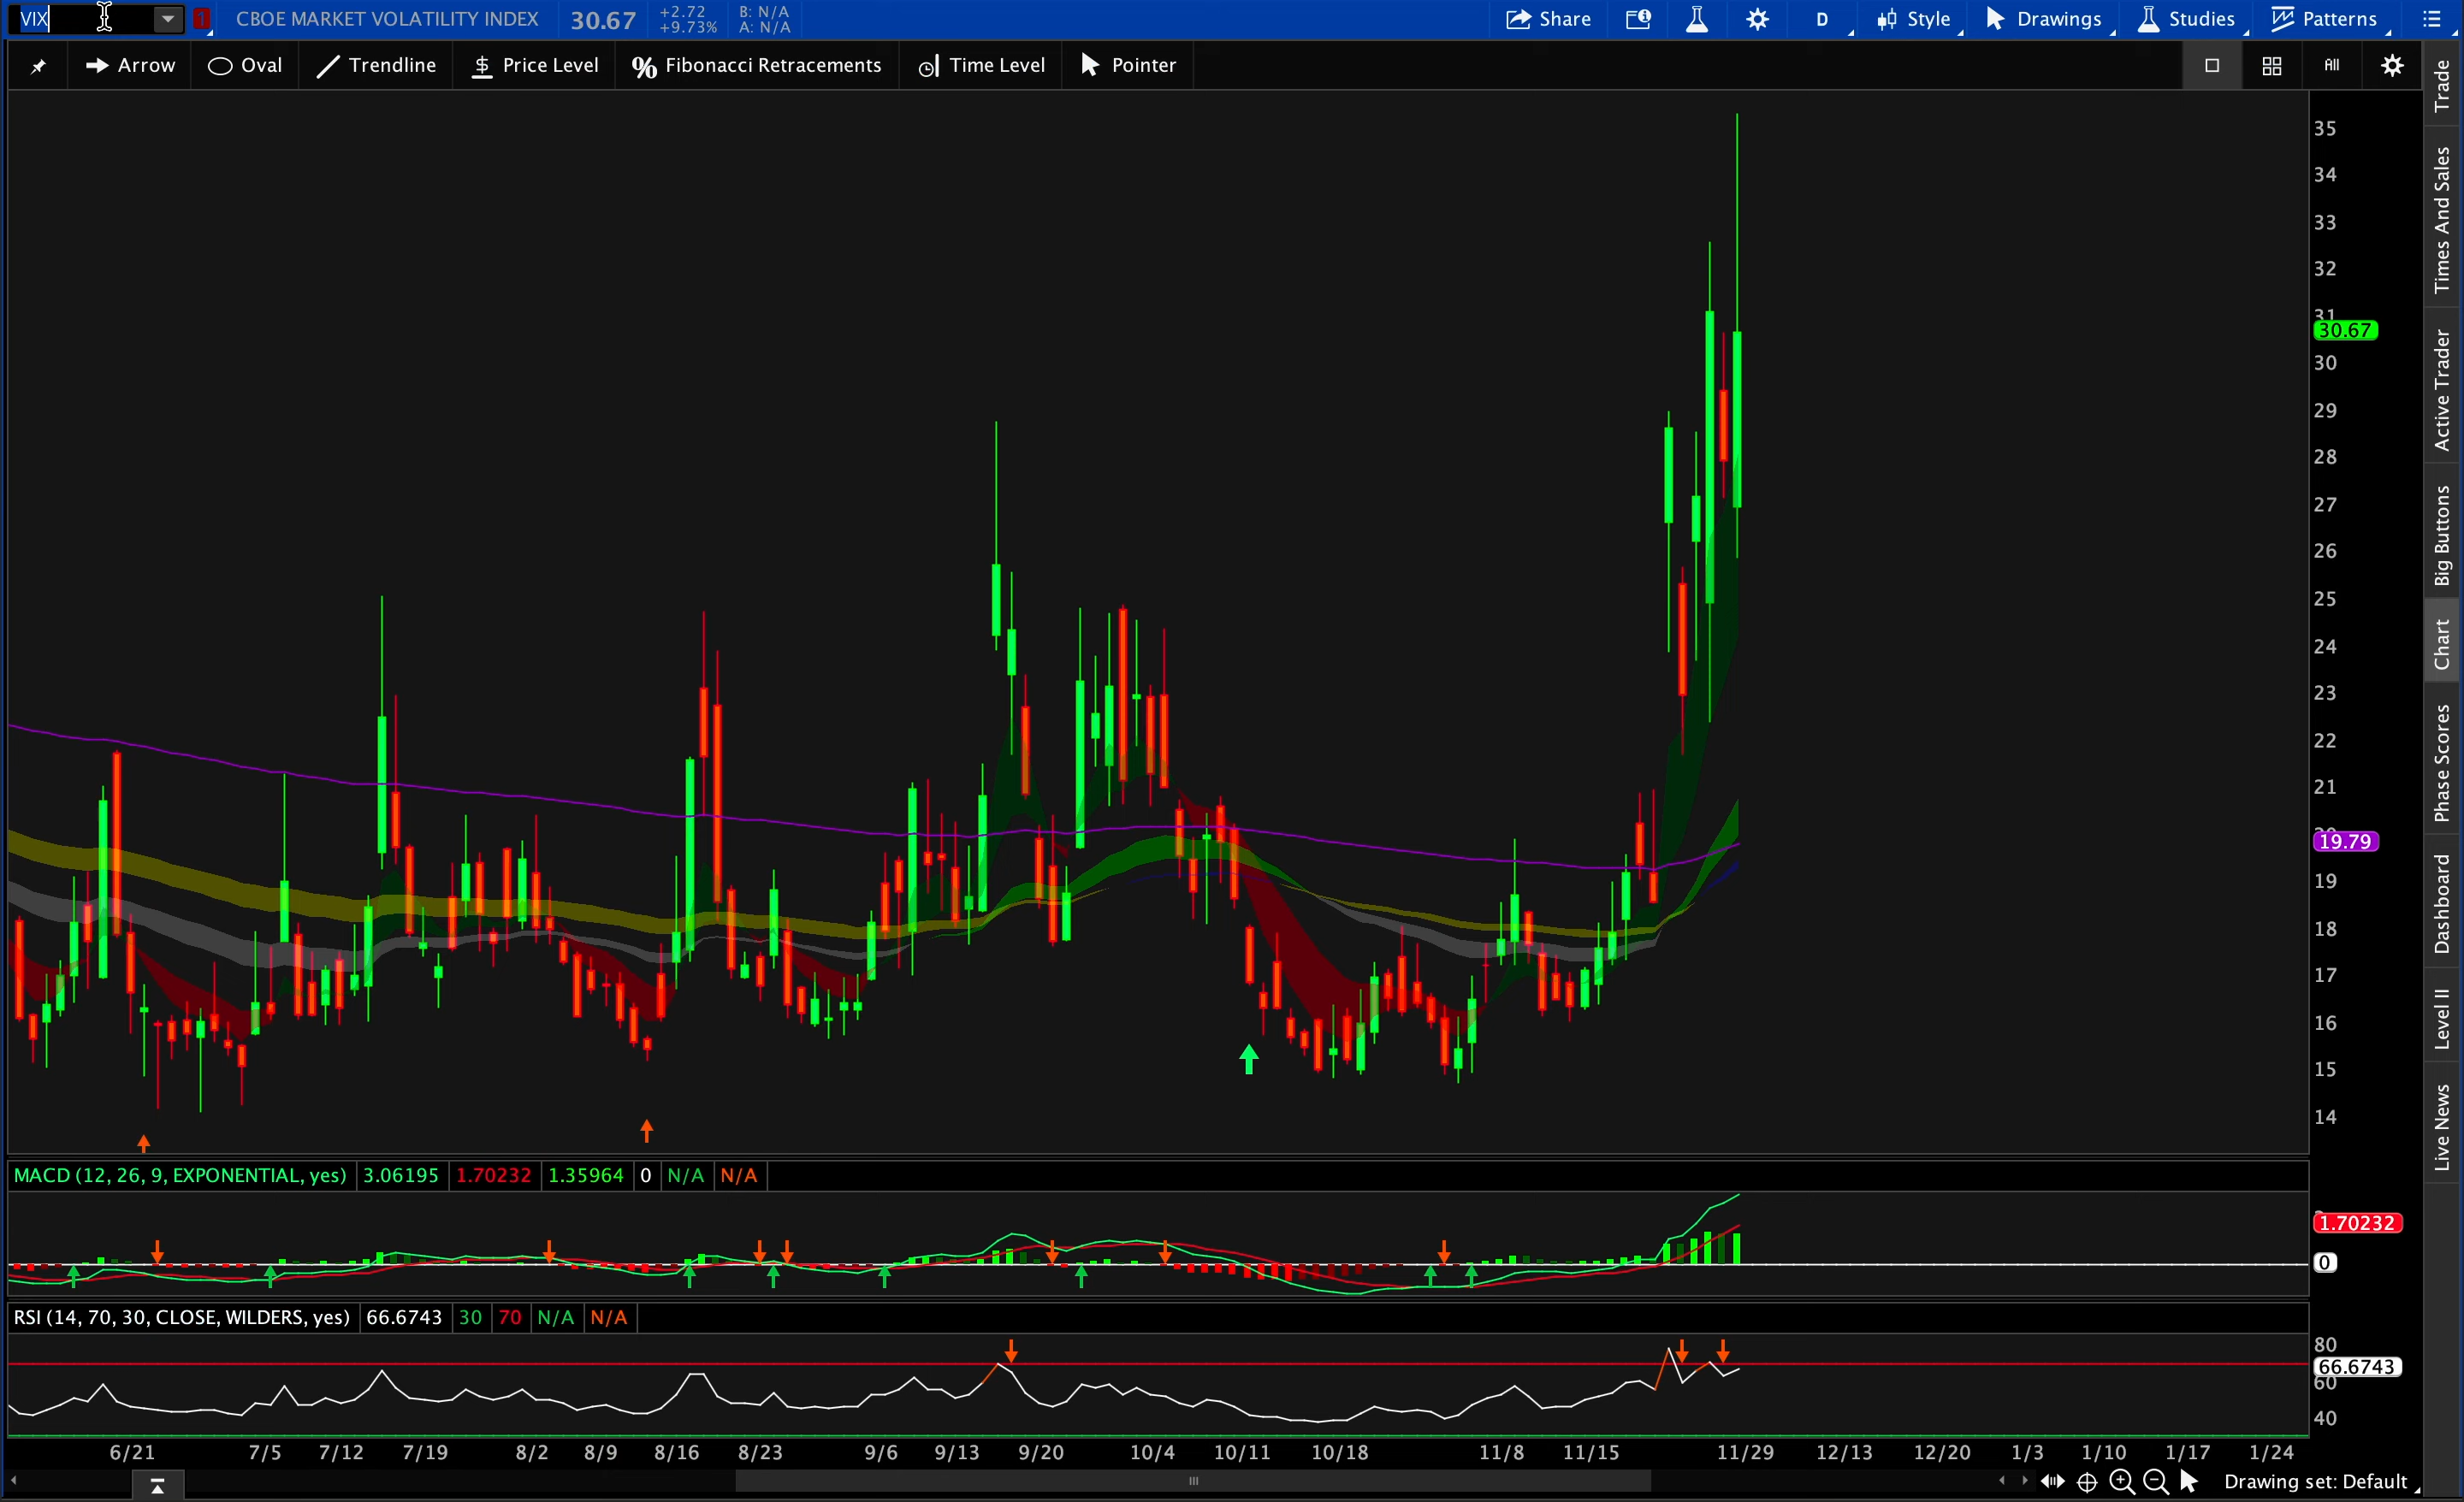 VIX 1 CBOE MARKET VOLATILITY INDEX 30.67 +2.72 +9.73% B: N/A A: N/A Share D Style Drawings Studies Patterns
Arrow Oval Trendline $ Price Level % Fibonacci Retracements Time Level Pointer All
35
34
33
32
31
30.67
30
29
28
27
26
25
24
23
22
21
19.79
19
18
17
16
15
14
Trade
Times And Sales
Active Trader
Big Buttons
Chart
Phase Scores
Dashboard
Level II
Live News
MACD (12, 26, 9, EXPONENTIAL, yes) 3.06195 1.70232 1.35964 0 N/A N/A
1.70232
0
RSI (14, 70, 30, CLOSE, WILDERS, yes) 66.6743 30 70 N/A N/A
80
66.6743
60
40
6/21 7/5 7/12 7/19 8/2 8/9 8/16 8/23 9/6 9/13 9/20 10/4 10/11 10/18 11/8 11/15 11/29 12/13 12/20 1/3 1/10 1/17 1/24
Drawing set: Default